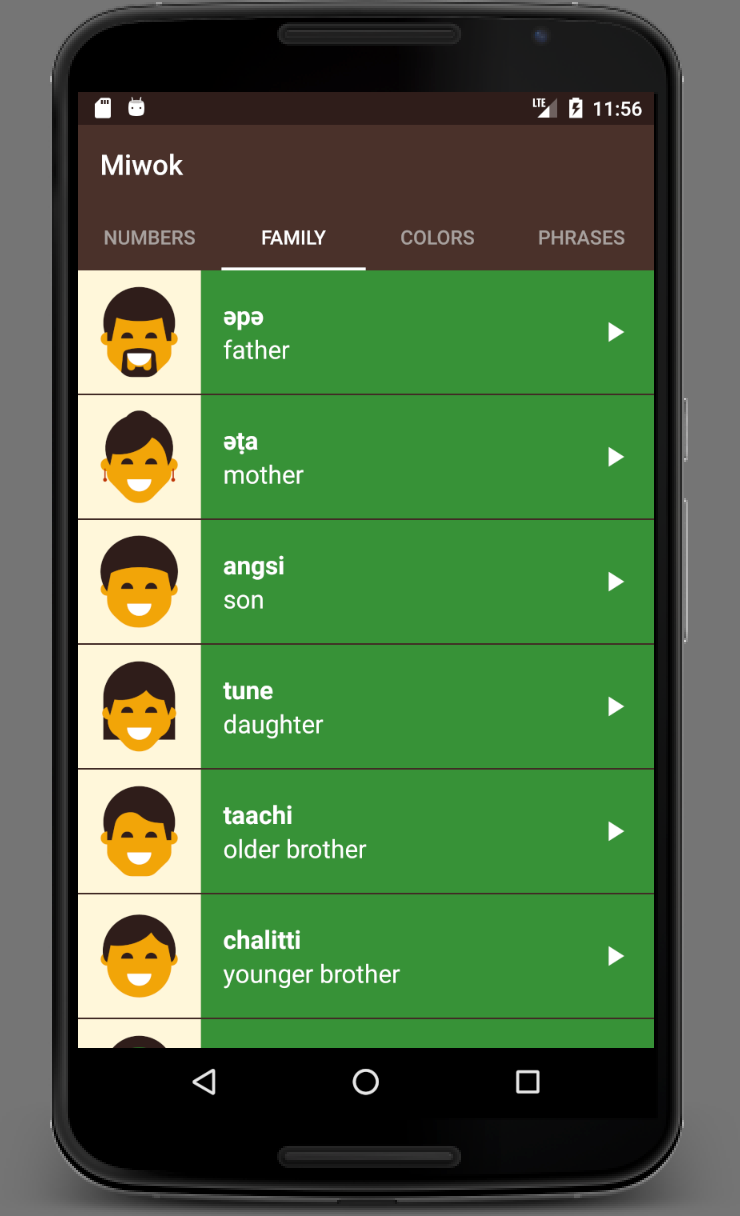 LTE 11:56
Miwok
NUMBERS FAMILY COLORS PHRASES
əpə
father
əṭa
mother
angsi
son
tune
daughter
taachi
older brother
chalitti
younger brother